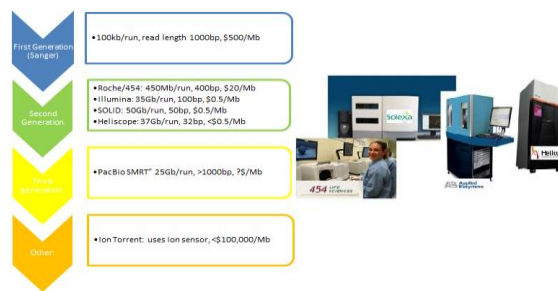 First Generation
(Sanger)
•100kb/run, read length 1000bp, $500/Mb
Second
Generation
•Roche/454: 450Mb/run, 400bp, $20/Mb
•Illumina: 35Gb/run, 100bp, $0.5/Mb
•SOLID: 50Gb/run, 50bp, $0.5/Mb
•Heliscope: 37Gb/run, 32bp, <$0.5/Mb
Third
generation
•PacBio SMRT" 25Gb/run, >1000bp, ?$/Mb
Other:
•Ion Torrent: uses ion sensor, <$100,000/Mb
Solexa
454 LIFE
SCIENCES
AB Applied
Biosystems